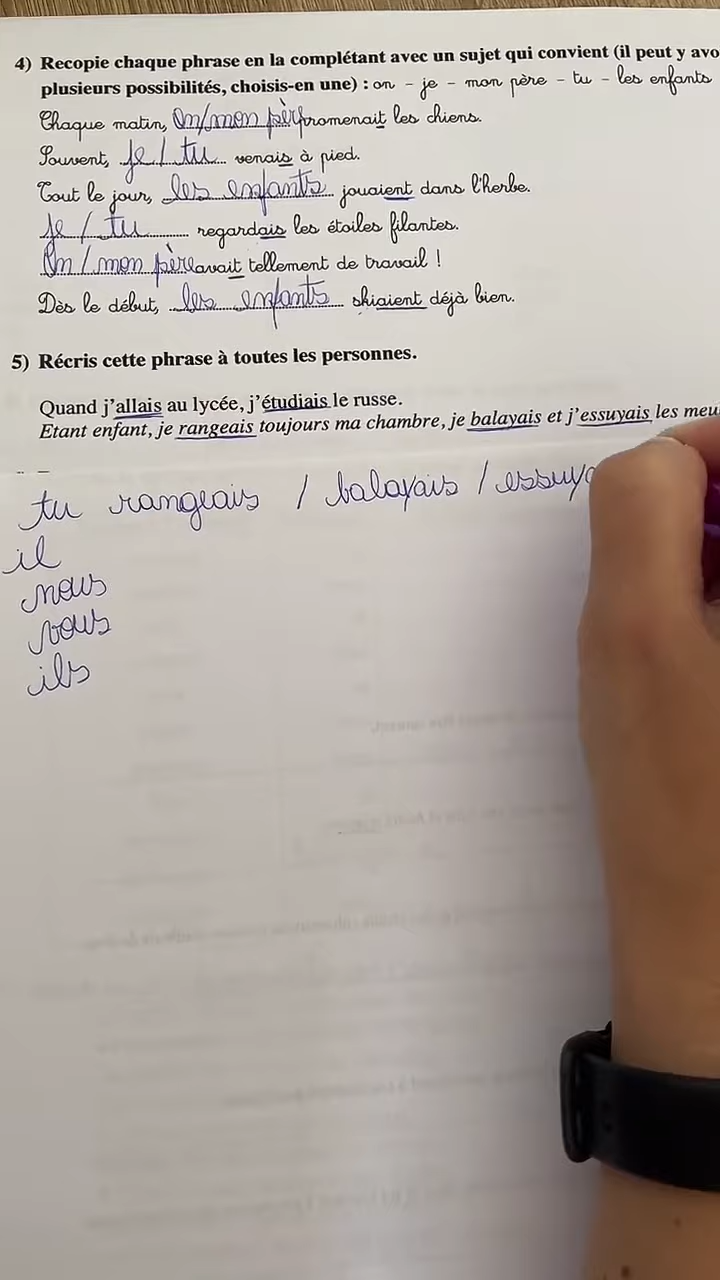 4) Recopie chaque phrase en la complétant avec un sujet qui convient (il peut y avo
plusieurs possibilités, choisis-en une) : on - je - mon père - tu - les enfants
Chaque matin, On/mon père promenait les chiens.
Souvent, je / tu venais à pied.
Tout le jour, les enfants jouaient dans l'herbe.
je / tu regardais les étoiles filantes.
On / mon père avait tellement de travail !
Dès le début, les enfants skiaient déjà bien.
5) Récris cette phrase à toutes les personnes.
Quand j'allais au lycée, j'étudiais le russe.
Etant enfant, je rangeais toujours ma chambre, je balayais et j'essuyais les meu
tu rangeais / balayais / essuya
il
nous
vous
ils